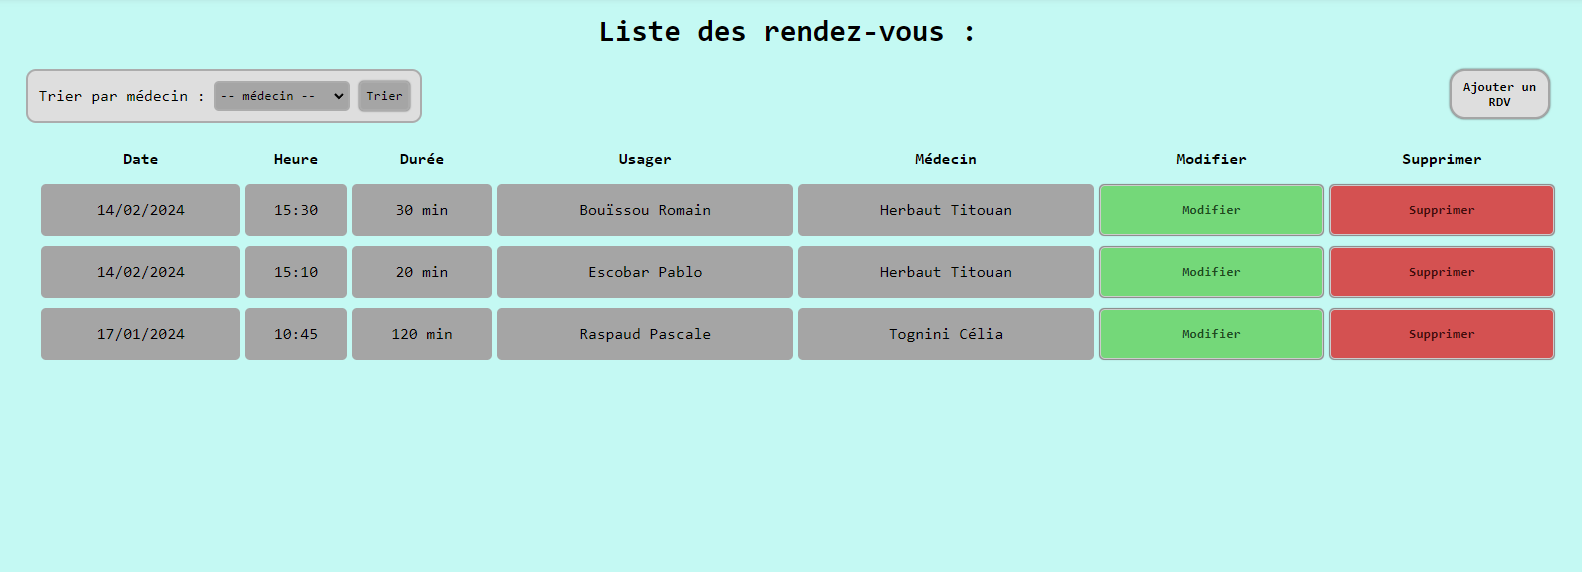 Liste des rendez-vous :
Trier par médecin : -- médecin -- Trier
Ajouter un
RDV
Date Heure Durée Usager Médecin Modifier Supprimer
14/02/2024 15:30 30 min Bouïssou Romain Herbaut Titouan Modifier Supprimer
14/02/2024 15:10 20 min Escobar Pablo Herbaut Titouan Modifier Supprimer
17/01/2024 10:45 120 min Raspaud Pascale Tognini Célia Modifier Supprimer